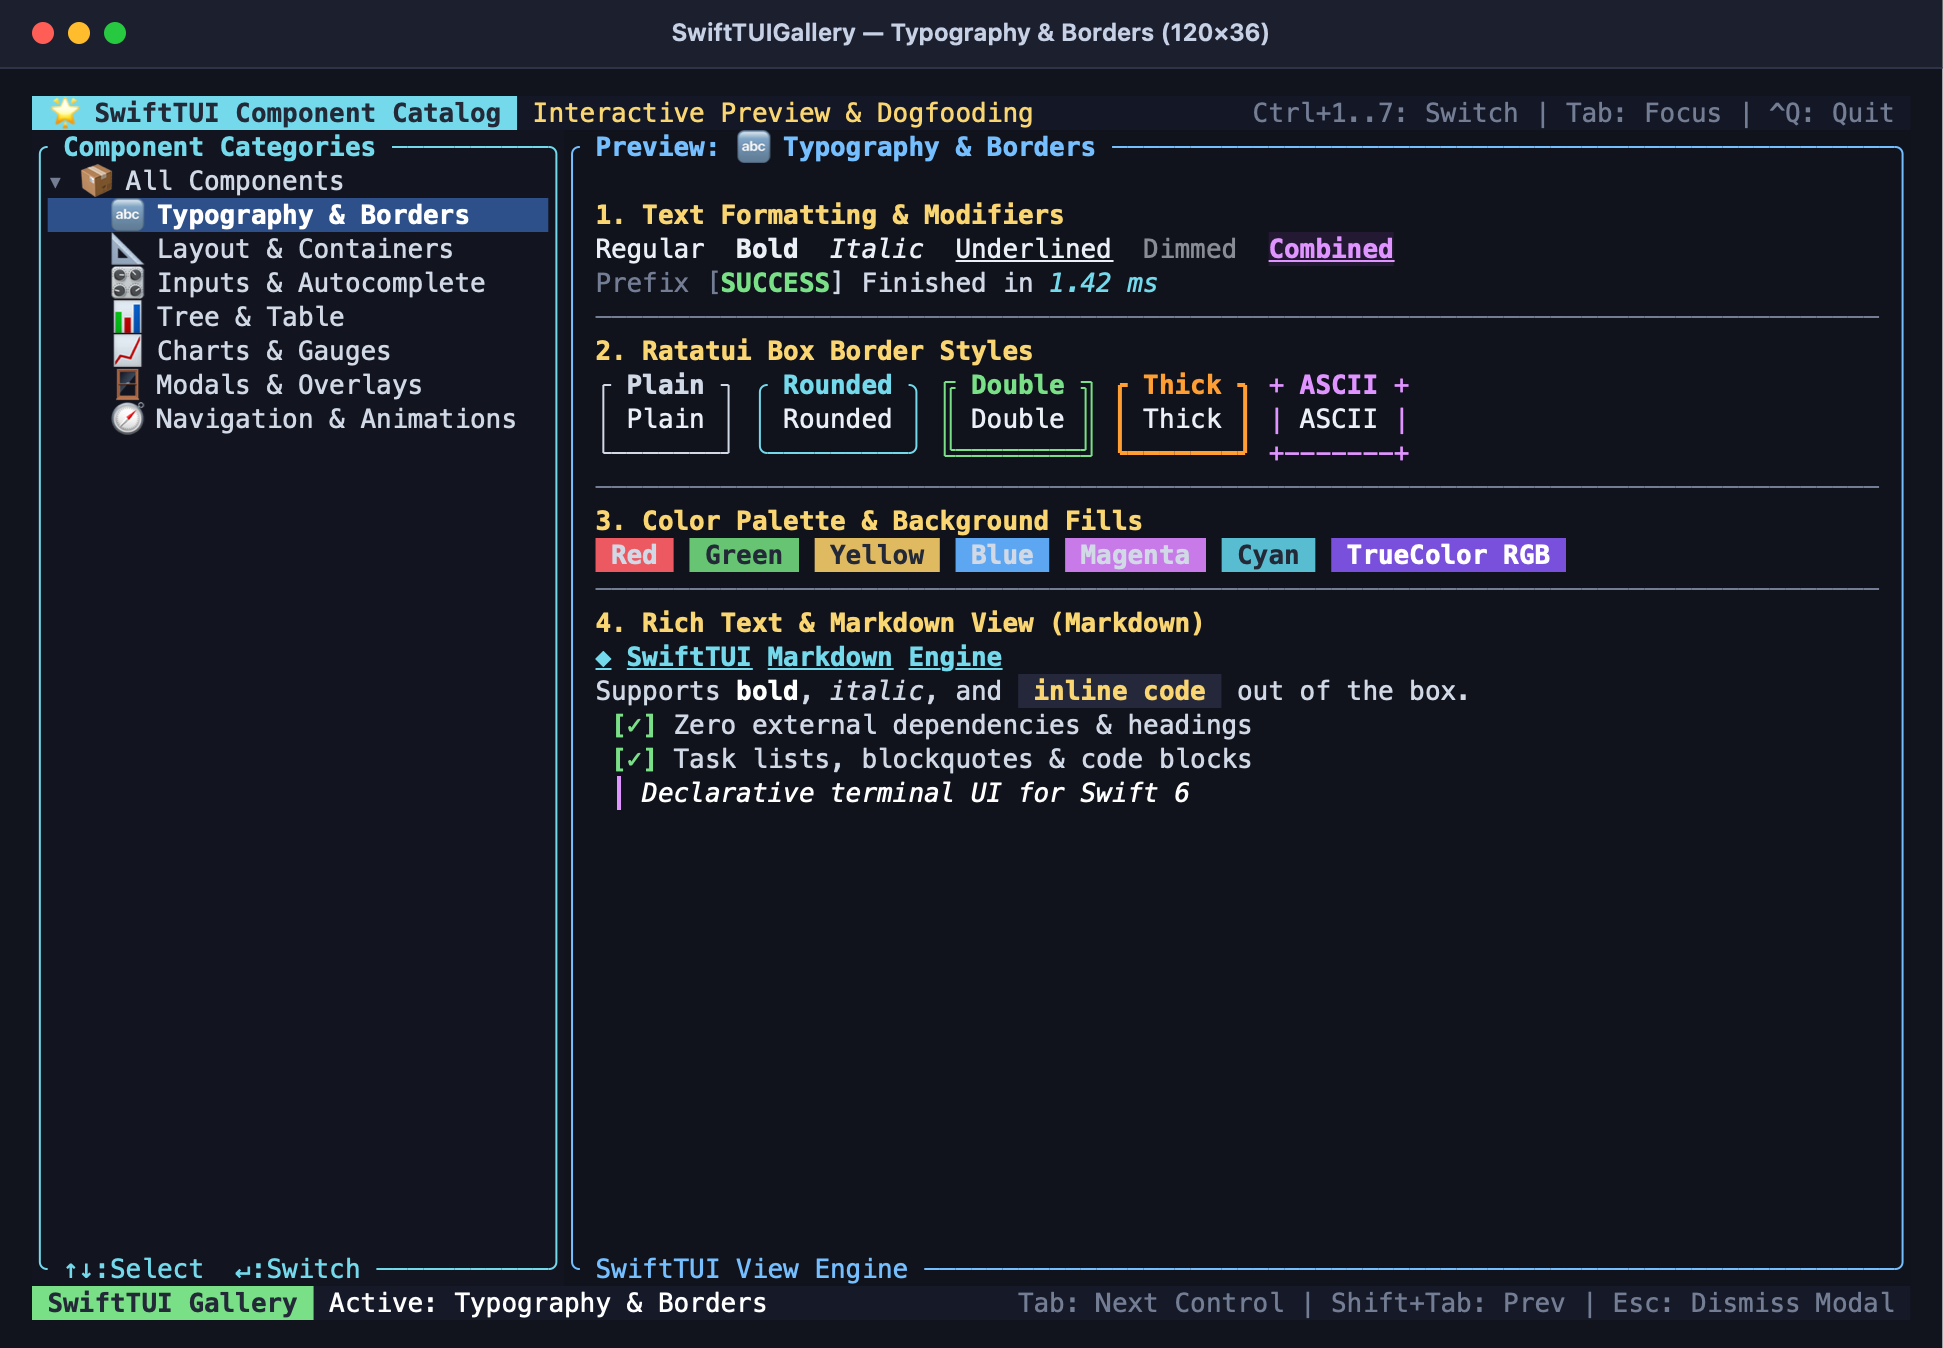 SwiftTUIGallery — Typography & Borders (120×36)
🌟 SwiftTUI Component Catalog Interactive Preview & Dogfooding Ctrl+1..7: Switch | Tab: Focus | ^Q: Quit
Component Categories
▾ 📦 All Components
🔤 Typography & Borders
📐 Layout & Containers
🎛 Inputs & Autocomplete
📊 Tree & Table
📈 Charts & Gauges
🚪 Modals & Overlays
🧭 Navigation & Animations
↑↓:Select ↵:Switch
Preview: 🔤 Typography & Borders
1. Text Formatting & Modifiers
Regular Bold Italic Underlined Dimmed Combined
Prefix [SUCCESS] Finished in 1.42 ms
2. Ratatui Box Border Styles
Plain Rounded Double Thick + ASCII +
Plain Rounded Double Thick | ASCII |
+-------+
3. Color Palette & Background Fills
Red Green Yellow Blue Magenta Cyan TrueColor RGB
4. Rich Text & Markdown View (Markdown)
◆ SwiftTUI Markdown Engine
Supports bold, italic, and inline code out of the box.
[✓] Zero external dependencies & headings
[✓] Task lists, blockquotes & code blocks
Declarative terminal UI for Swift 6
SwiftTUI View Engine
SwiftTUI Gallery Active: Typography & Borders Tab: Next Control | Shift+Tab: Prev | Esc: Dismiss Modal